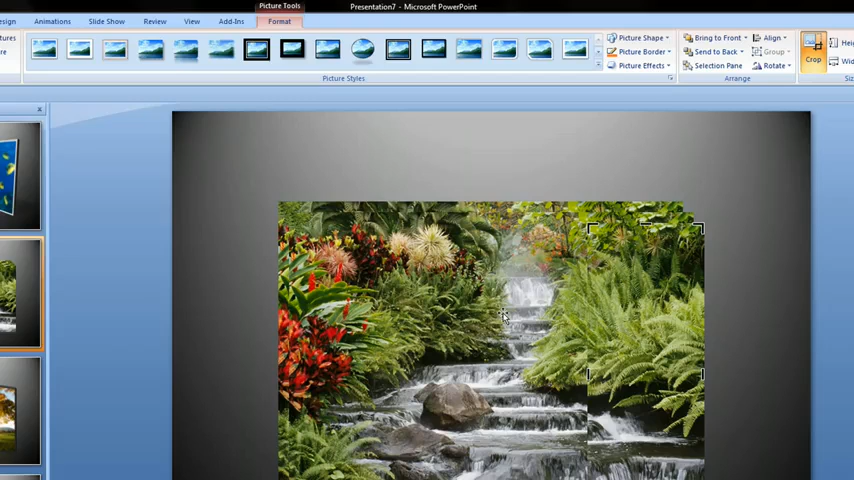 Picture Tools
Presentation7 - Microsoft PowerPoint
Animations Slide Show Review View Add-Ins Format
Picture Shape
Bring to Front
Align
Picture Border
Send to Back
Group
Crop
Picture Effects
Selection Pane
Rotate
Picture Styles
Arrange